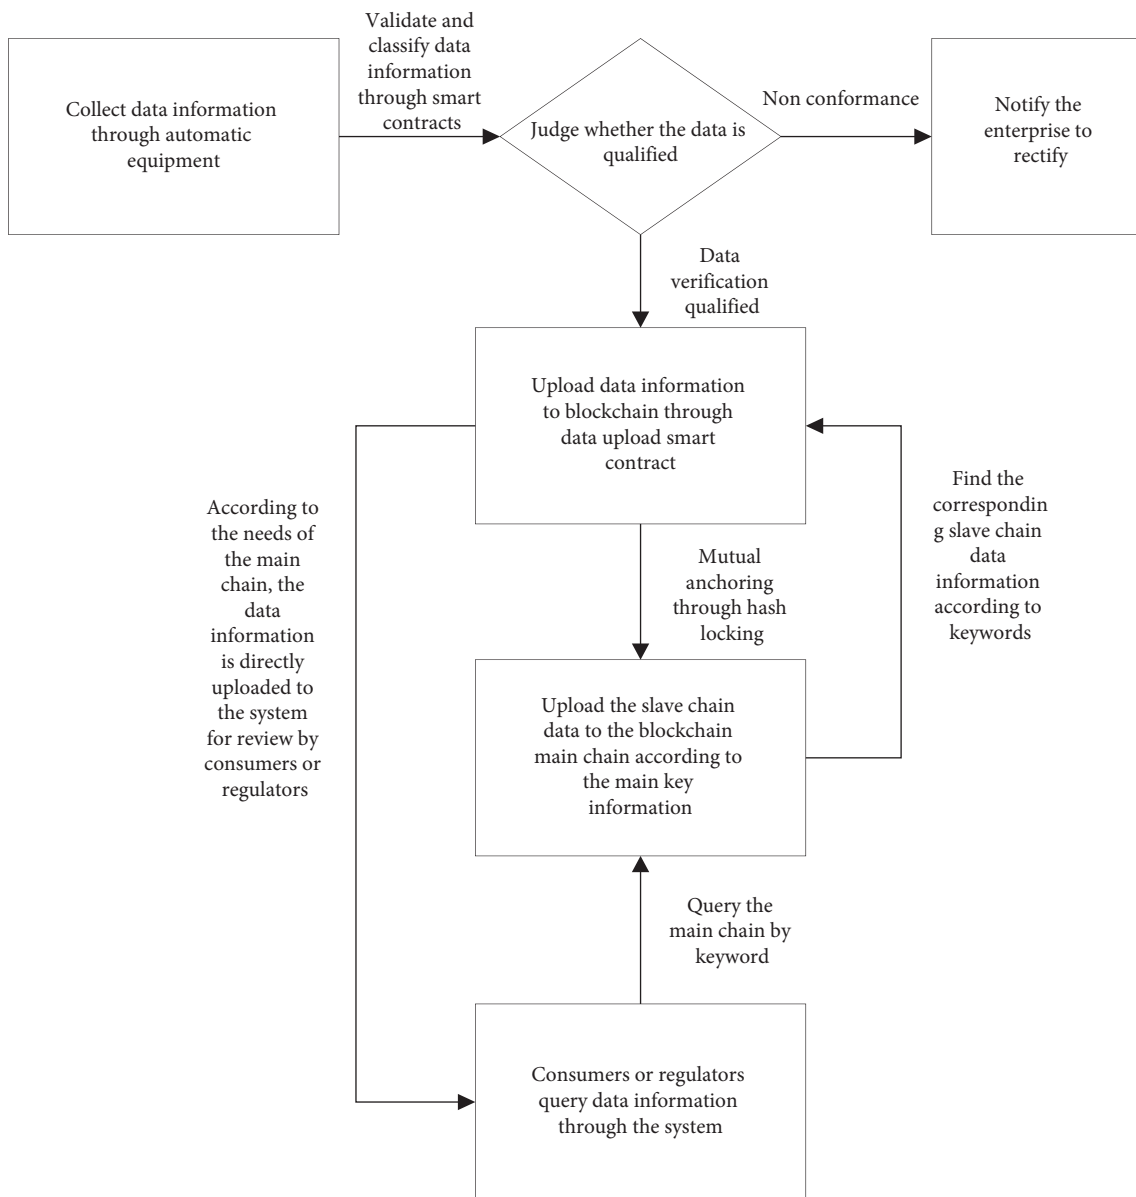 Collect data information
through automatic
equipment
Validate and
classify data
information
through smart
contracts
Judge whether the data is
qualified
Non conformance
Notify the
enterprise to
rectify
Data
verification
qualified
Upload data information
to blockchain through
data upload smart
contract
According to
the needs of
the main
chain, the
data
information
is directly
uploaded to
the system
for review by
consumers or
regulators
Mutual
anchoring
through hash
locking
Find the
correspondin
g slave chain
data
information
according to
keywords
Upload the slave chain
data to the blockchain
main chain according to
the main key
information
Query the
main chain by
keyword
Consumers or regulators
query data information
through the system